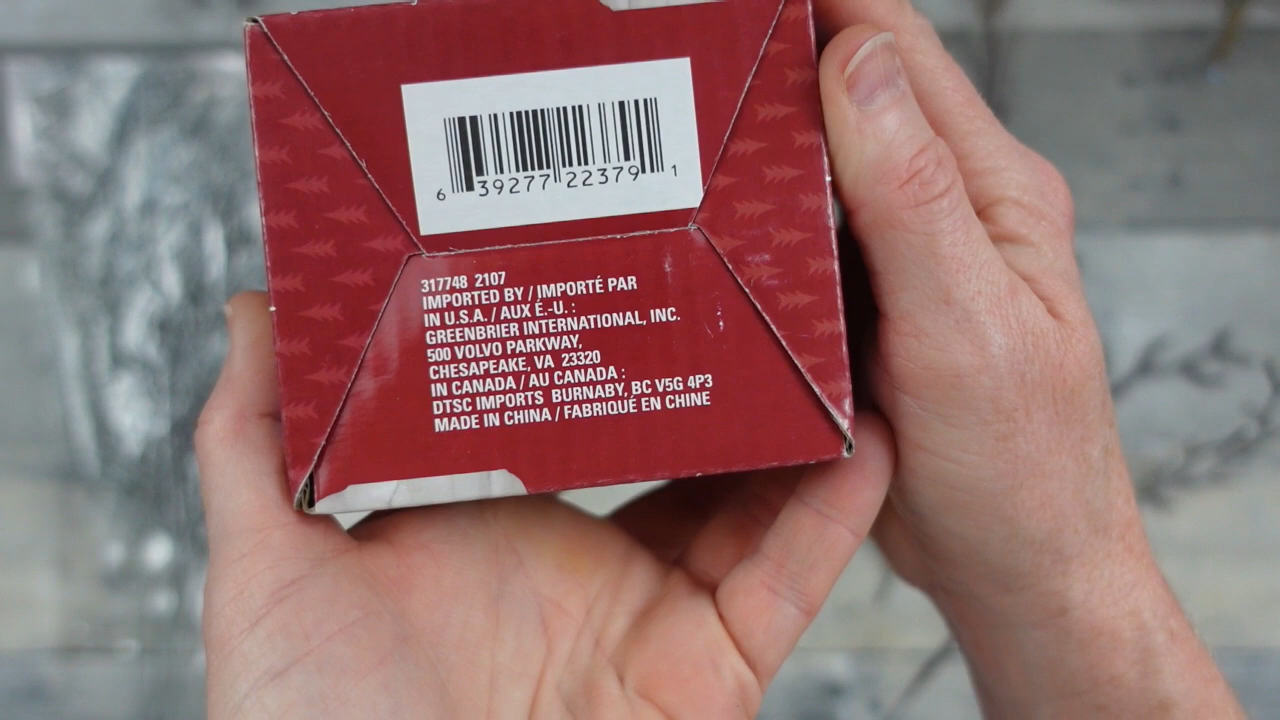 6 39277 22379 1
317748 2107
IMPORTED BY / IMPORTÉ PAR
IN U.S.A. / AUX É.-U. :
GREENBRIER INTERNATIONAL, INC.
500 VOLVO PARKWAY,
CHESAPEAKE, VA 23320
IN CANADA / AU CANADA :
DTSC IMPORTS BURNABY, BC V5G 4P3
MADE IN CHINA / FABRIQUÉ EN CHINE